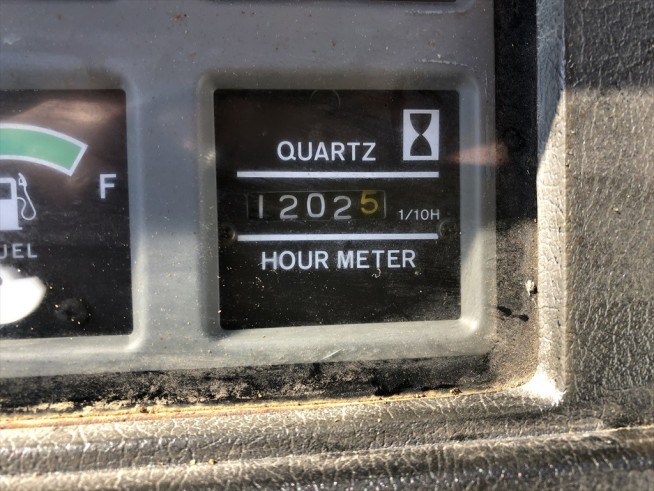 QUARTZ
12025 1/10H
HOUR METER
F
UEL